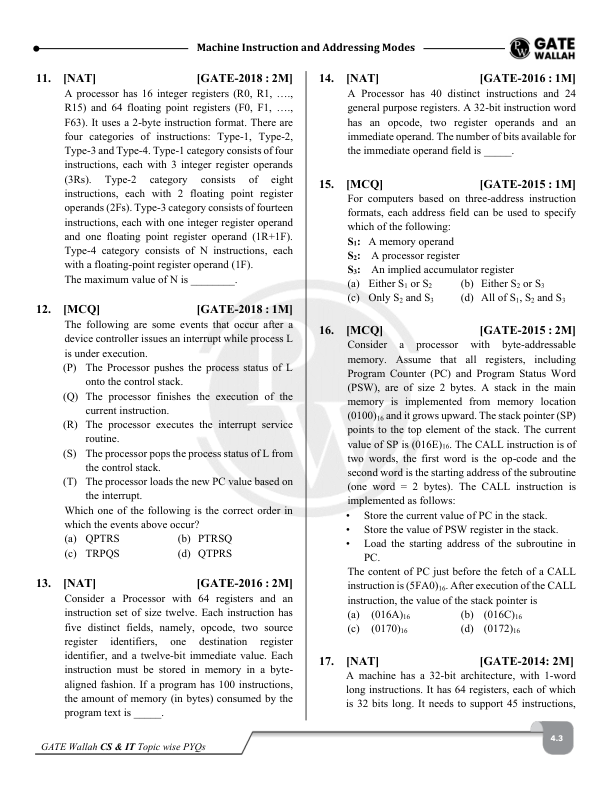 Machine Instruction and Addressing Modes
GATE
WALLAH
11. [NAT] [GATE-2018 : 2M]
A processor has 16 integer registers (R0, R1, ….,
R15) and 64 floating point registers (F0, F1, ….,
F63). It uses a 2-byte instruction format. There are
four categories of instructions: Type-1, Type-2,
Type-3 and Type-4. Type-1 category consists of four
instructions, each with 3 integer register operands
(3Rs). Type-2 category consists of eight
instructions, each with 2 floating point register
operands (2Fs). Type-3 category consists of fourteen
instructions, each with one integer register operand
and one floating point register operand (1R+1F).
Type-4 category consists of N instructions, each
with a floating-point register operand (1F).
The maximum value of N is ________.
12. [MCQ] [GATE-2018 : 1M]
The following are some events that occur after a
device controller issues an interrupt while process L
is under execution.
(P) The Processor pushes the process status of L
onto the control stack.
(Q) The processor finishes the execution of the
current instruction.
(R) The processor executes the interrupt service
routine.
(S) The processor pops the process status of L from
the control stack.
(T) The processor loads the new PC value based on
the interrupt.
Which one of the following is the correct order in
which the events above occur?
(a) QPTRS (b) PTRSQ
(c) TRPQS (d) QTPRS
13. [NAT] [GATE-2016 : 2M]
Consider a Processor with 64 registers and an
instruction set of size twelve. Each instruction has
five distinct fields, namely, opcode, two source
register identifiers, one destination register
identifier, and a twelve-bit immediate value. Each
instruction must be stored in memory in a byte-
aligned fashion. If a program has 100 instructions,
the amount of memory (in bytes) consumed by the
program text is _____.
14. [NAT] [GATE-2016 : 1M]
A Processor has 40 distinct instructions and 24
general purpose registers. A 32-bit instruction word
has an opcode, two register operands and an
immediate operand. The number of bits available for
the immediate operand field is _____.
15. [MCQ] [GATE-2015 : 1M]
For computers based on three-address instruction
formats, each address field can be used to specify
which of the following:
S₁: A memory operand
S₂: A processor register
S₃: An implied accumulator register
(a) Either S₁ or S₂ (b) Either S₂ or S₃
(c) Only S₂ and S₃ (d) All of S₁, S₂ and S₃
16. [MCQ] [GATE-2015 : 2M]
Consider a processor with byte-addressable
memory. Assume that all registers, including
Program Counter (PC) and Program Status Word
(PSW), are of size 2 bytes. A stack in the main
memory is implemented from memory location
(0100)₁₆ and it grows upward. The stack pointer (SP)
points to the top element of the stack. The current
value of SP is (016E)₁₆. The CALL instruction is of
two words, the first word is the op-code and the
second word is the starting address of the subroutine
(one word = 2 bytes). The CALL instruction is
implemented as follows:
• Store the current value of PC in the stack.
• Store the value of PSW register in the stack.
• Load the starting address of the subroutine in
PC.
The content of PC just before the fetch of a CALL
instruction is (5FA0)₁₆. After execution of the CALL
instruction, the value of the stack pointer is
(a) (016A)₁₆ (b) (016C)₁₆
(c) (0170)₁₆ (d) (0172)₁₆
17. [NAT] [GATE-2014: 2M]
A machine has a 32-bit architecture, with 1-word
long instructions. It has 64 registers, each of which
is 32 bits long. It needs to support 45 instructions,
GATE Wallah CS & IT Topic wise PYQs
4.3